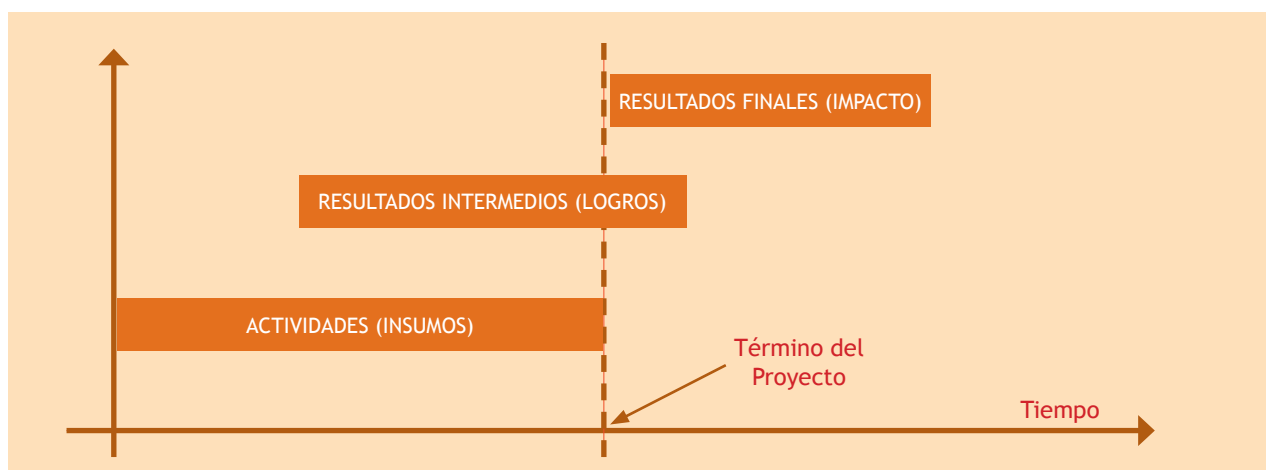 RESULTADOS FINALES (IMPACTO)
RESULTADOS INTERMEDIOS (LOGROS)
ACTIVIDADES (INSUMOS)
Término del
Proyecto
Tiempo